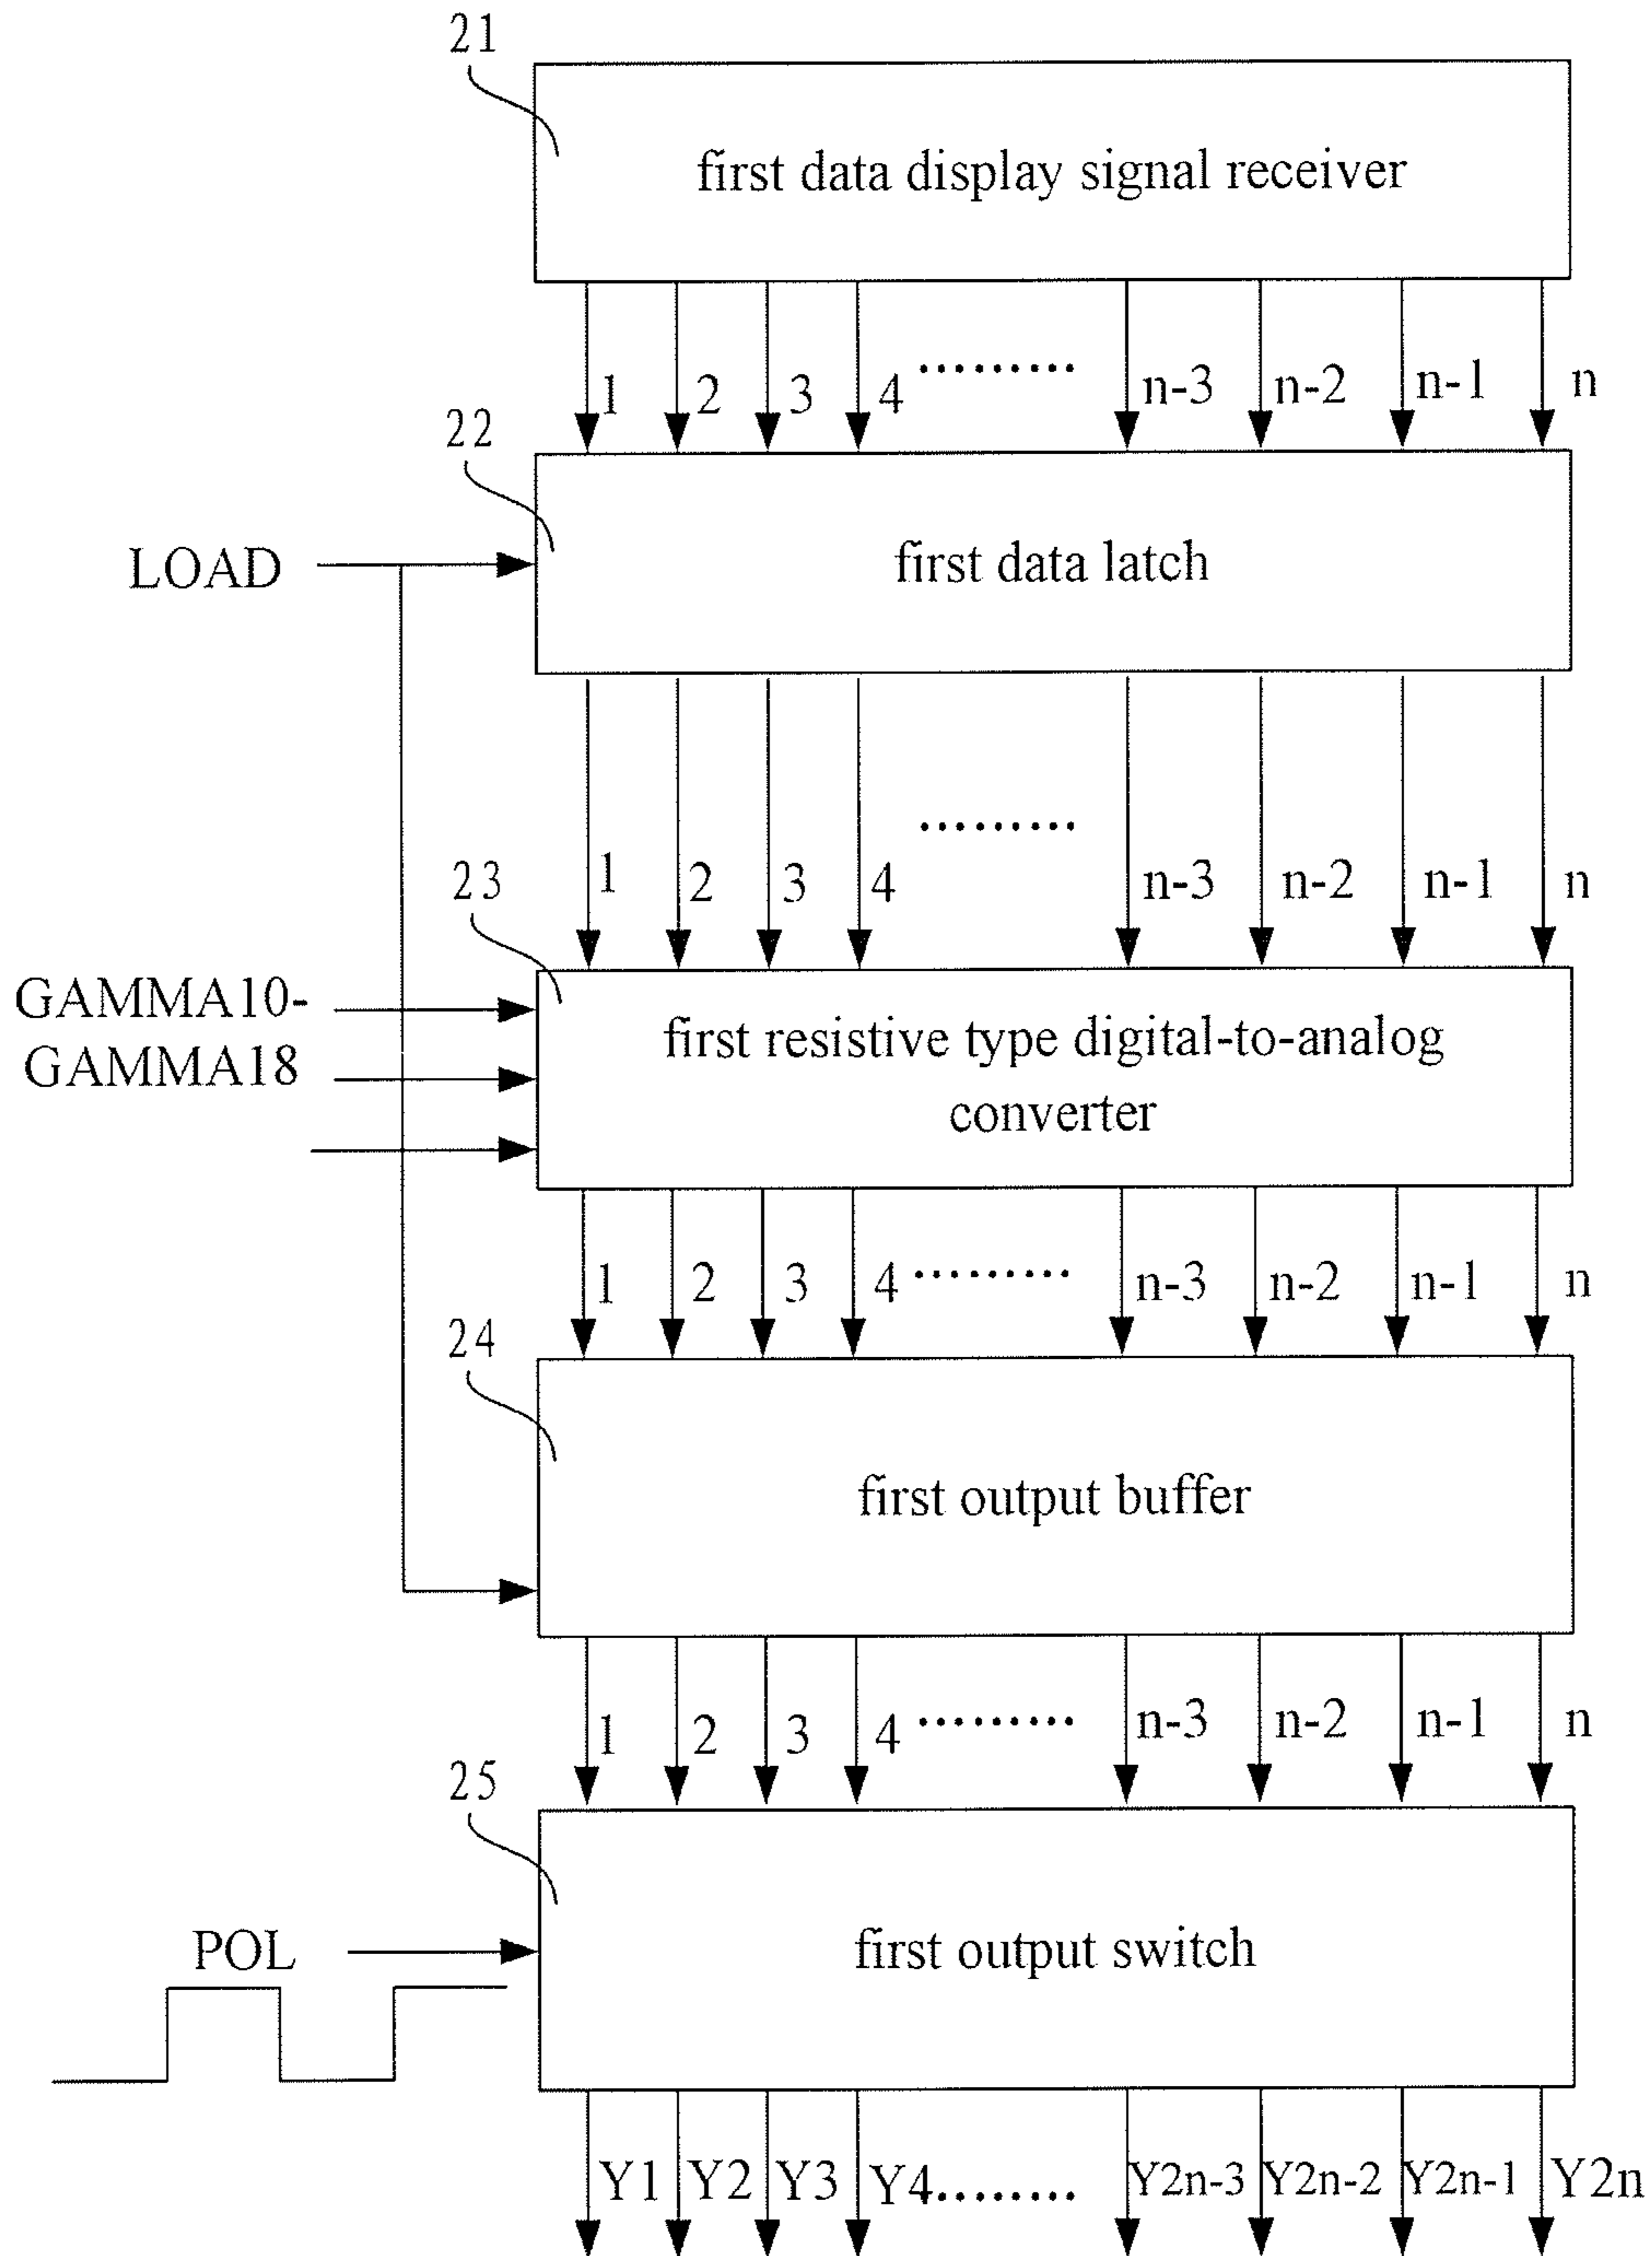 21
first data display signal receiver
1 2 3 4 ········· n-3 n-2 n-1 n
22
LOAD
first data latch
········· 
1 2 3 4 n-3 n-2 n-1 n
23
GAMMA10-
GAMMA18
first resistive type digital-to-analog
converter
1 2 3 4 ········· n-3 n-2 n-1 n
24
first output buffer
1 2 3 4 ········· n-3 n-2 n-1 n
25
POL
first output switch
Y1 Y2 Y3 Y4........ Y2n-3 Y2n-2 Y2n-1 Y2n